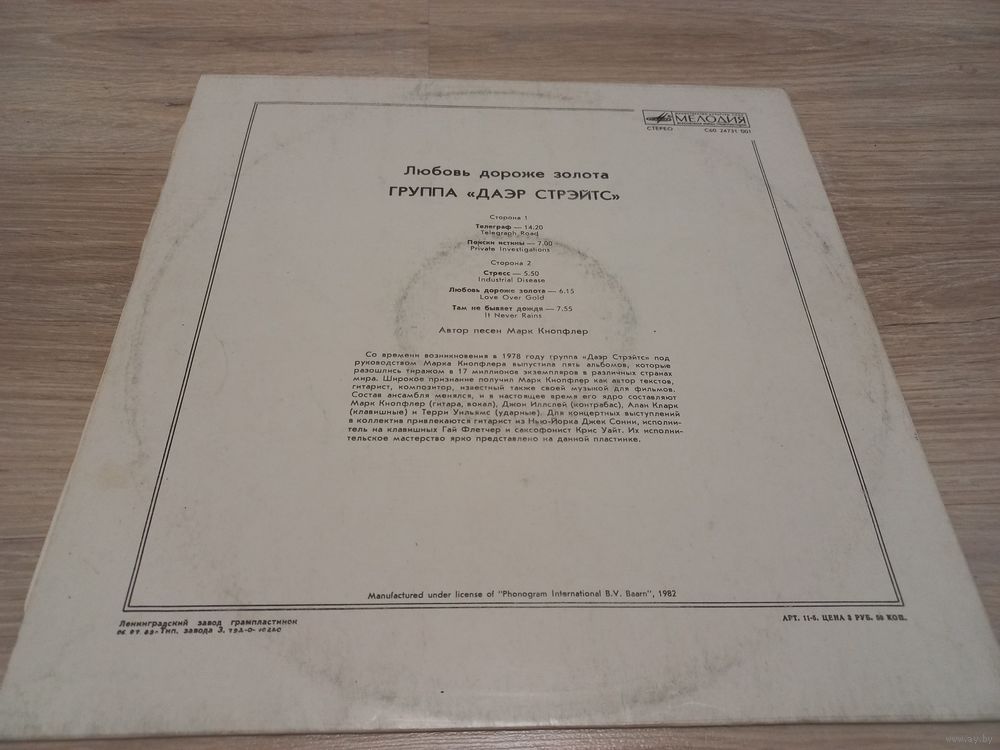 МЕЛОДИЯ
СТЕРЕО С60 24731 001
Любовь дороже золота
ГРУППА «ДАЭР СТРЭЙТС»
Сторона 1
Телеграф — 14.20
Telegraph Road
Поиски истины — 7.00
Private Investigations
Сторона 2
Стресс — 5.50
Industrial Disease
Любовь дороже золота — 6.15
Love Over Gold
Там не бывает дождя — 7.55
It Never Rains
Автор песен Марк Кнопфлер
Со времени возникновения в 1978 году группа «Даэр Стрэйтс» под
руководством Марка Кнопфлера выпустила пять альбомов, которые
разошлись тиражом в 17 миллионов экземпляров в различных странах
мира. Широкое признание получил Марк Кнопфлер как автор текстов,
гитарист, композитор, известный также своей музыкой для фильмов.
Состав ансамбля менялся, и в настоящее время его ядро составляют
Марк Кнопфлер (гитара, вокал), Джон Иллслей (контрабас), Алан Кларк
(клавишные) и Терри Уильямс (ударные). Для концертных выступлений
в коллектив привлекаются гитарист из Нью-Йорка Джек Сонни, исполни-
тель на клавишных Гай Флетчер и саксофонист Крис Уайт. Их исполни-
тельское мастерство ярко представлено на данной пластинке.
Manufactured under license of "Phonogram International B.V. Baarn", 1982
Ленинградский завод грампластинок
Тип. завода З.
АРТ. 11-5. ЦЕНА 3 РУБ. 50 КОП.
www.ay.by